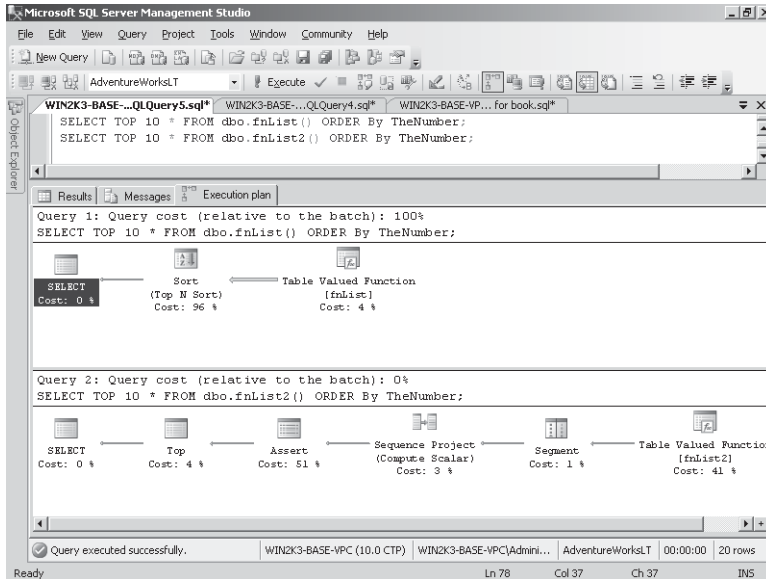 Microsoft SQL Server Management Studio
File Edit View Query Project Tools Window Community Help
New Query
AdventureWorksLT Execute
WIN2K3-BASE-...QLQuery5.sql* WIN2K3-BASE-...QLQuery4.sql* WIN2K3-BASE-VP... for book.sql*
Object Explorer
SELECT TOP 10 * FROM dbo.fnList() ORDER By TheNumber;
SELECT TOP 10 * FROM dbo.fnList2() ORDER By TheNumber;
Results Messages Execution plan
Query 1: Query cost (relative to the batch): 100%
SELECT TOP 10 * FROM dbo.fnList() ORDER By TheNumber;
SELECT
Cost: 0 %
Sort
(Top N Sort)
Cost: 96 %
Table Valued Function
[fnList]
Cost: 4 %
Query 2: Query cost (relative to the batch): 0%
SELECT TOP 10 * FROM dbo.fnList2() ORDER By TheNumber;
SELECT
Cost: 0 %
Top
Cost: 4 %
Assert
Cost: 51 %
Sequence Project
(Compute Scalar)
Cost: 3 %
Segment
Cost: 1 %
Table Valued Functio
[fnList2]
Cost: 41 %
Query executed successfully. WIN2K3-BASE-VPC (10.0 CTP) WIN2K3-BASE-VPC\Admini... AdventureWorksLT 00:00:00 20 rows
Ready Ln 78 Col 37 Ch 37 INS